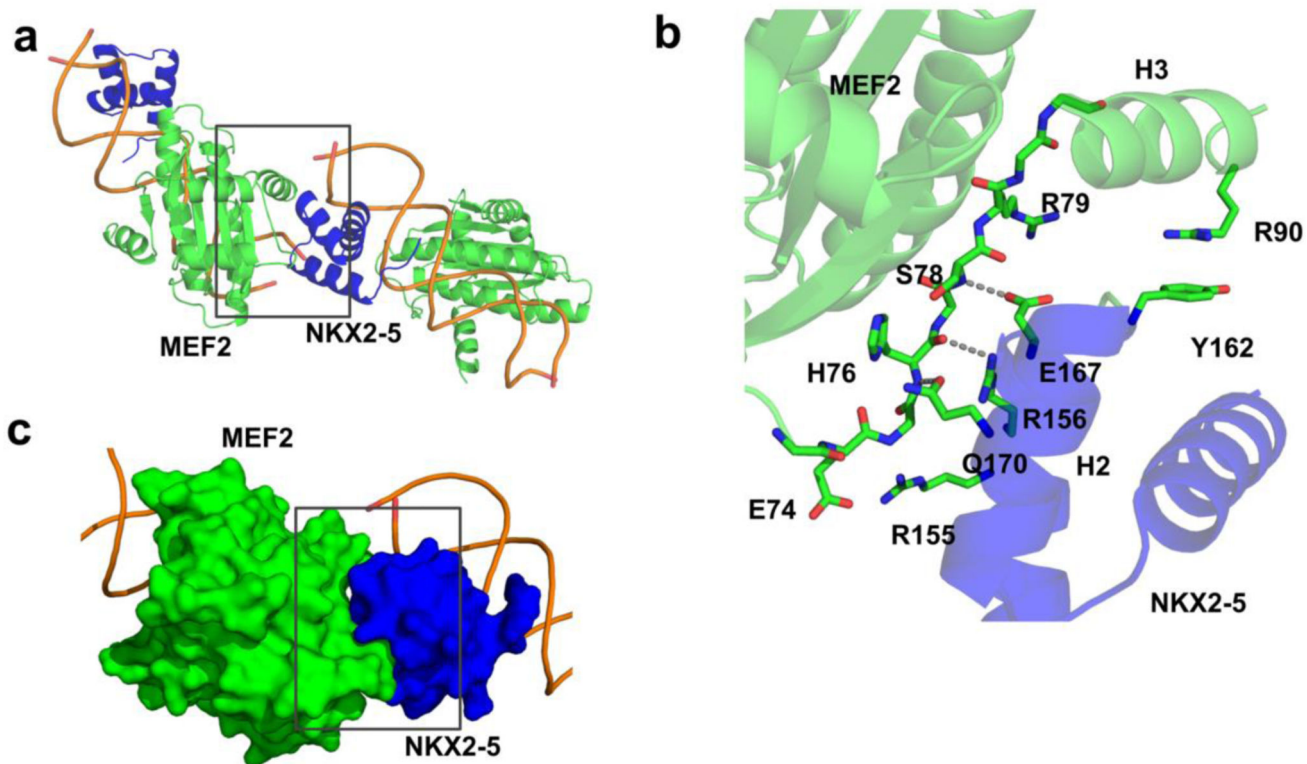 a
MEF2
NKX2-5
b
MEF2
H3
R79
R90
S78
H76
E167
Y162
R156
Q170
H2
E74
R155
NKX2-5
c
MEF2
NKX2-5